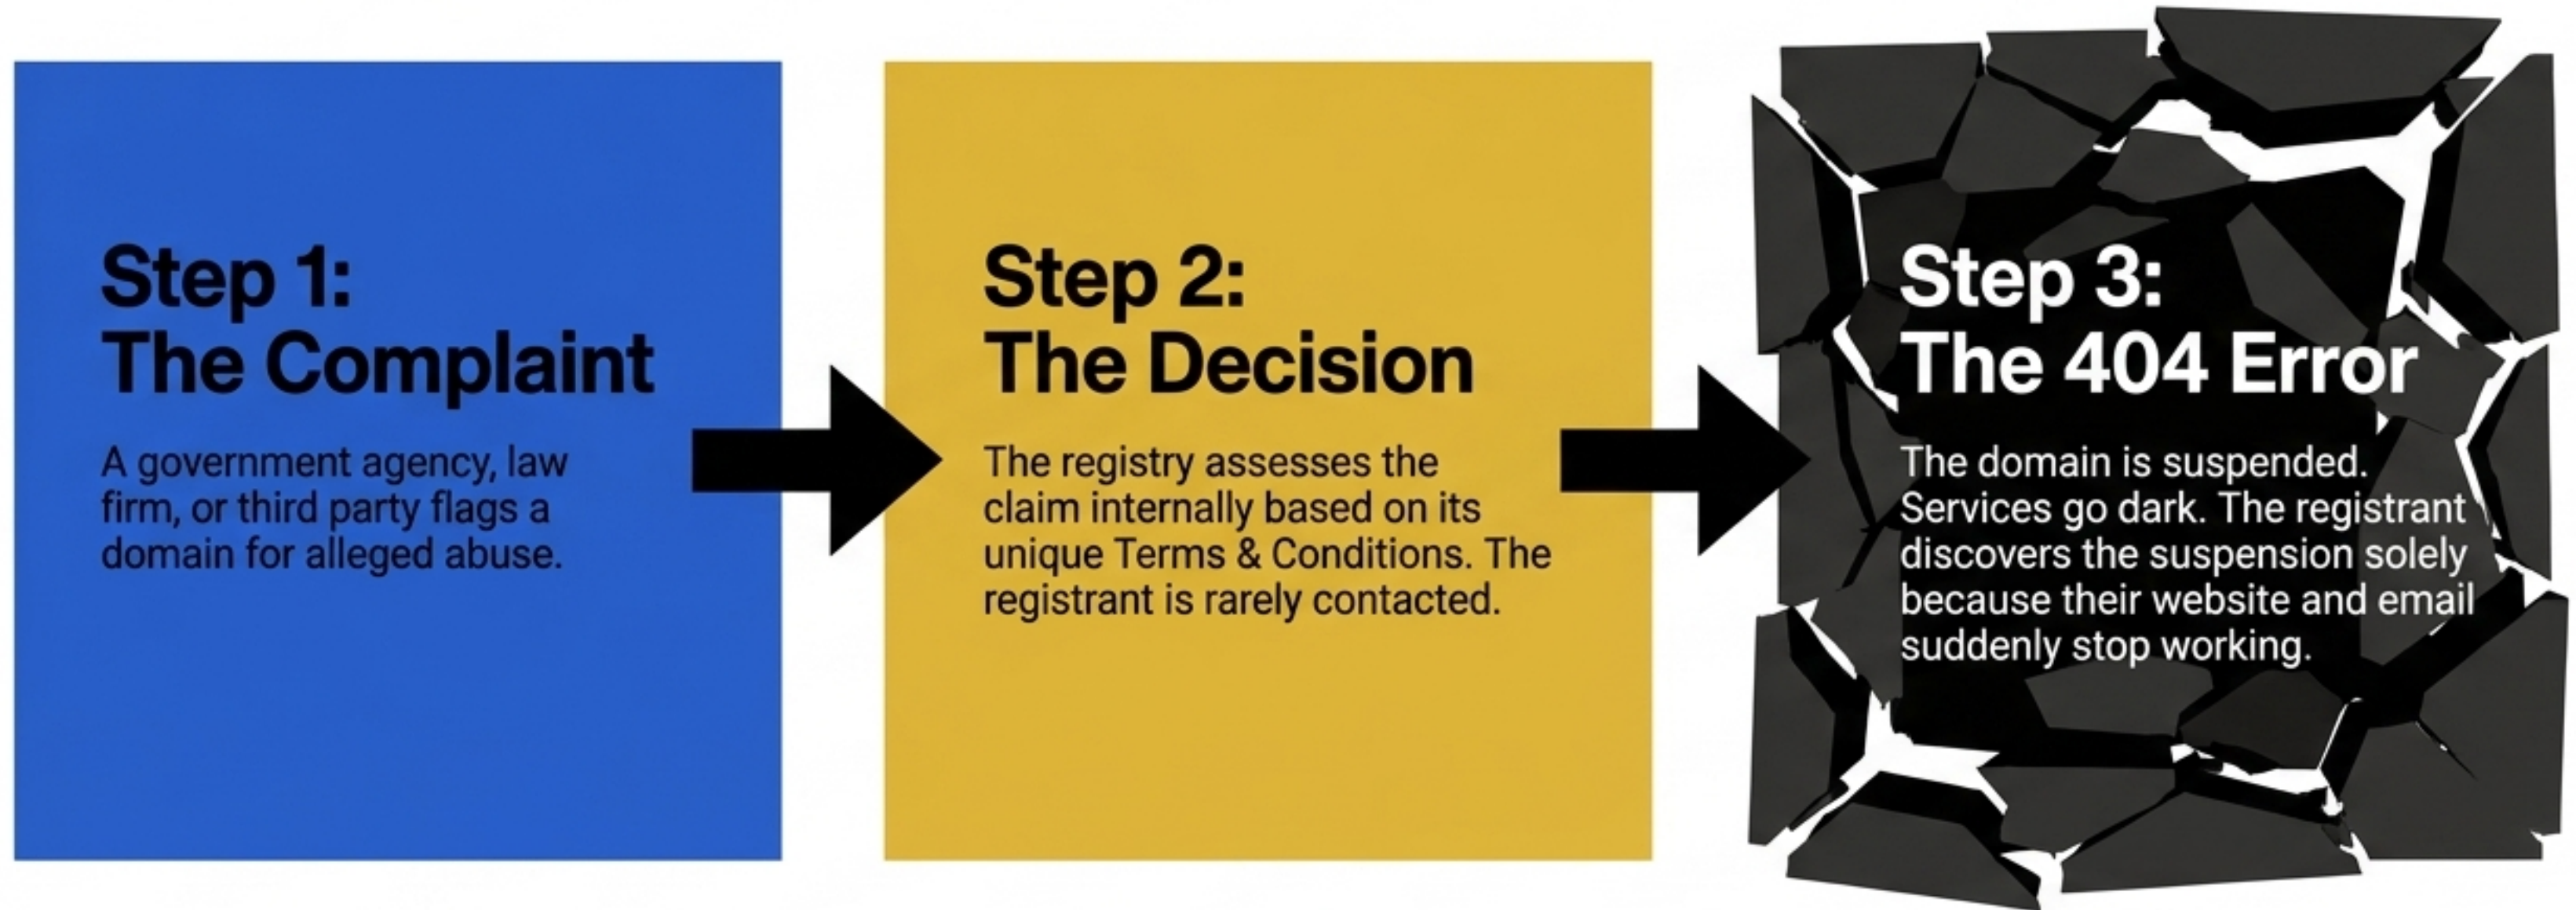 Step 1:
The Complaint
A government agency, law
firm, or third party flags a
domain for alleged abuse.
Step 2:
The Decision
The registry assesses the
claim internally based on its
unique Terms & Conditions. The
registrant is rarely contacted.
Step 3:
The 404 Error
The domain is suspended.
Services go dark. The registrant
discovers the suspension solely
because their website and email
suddenly stop working.